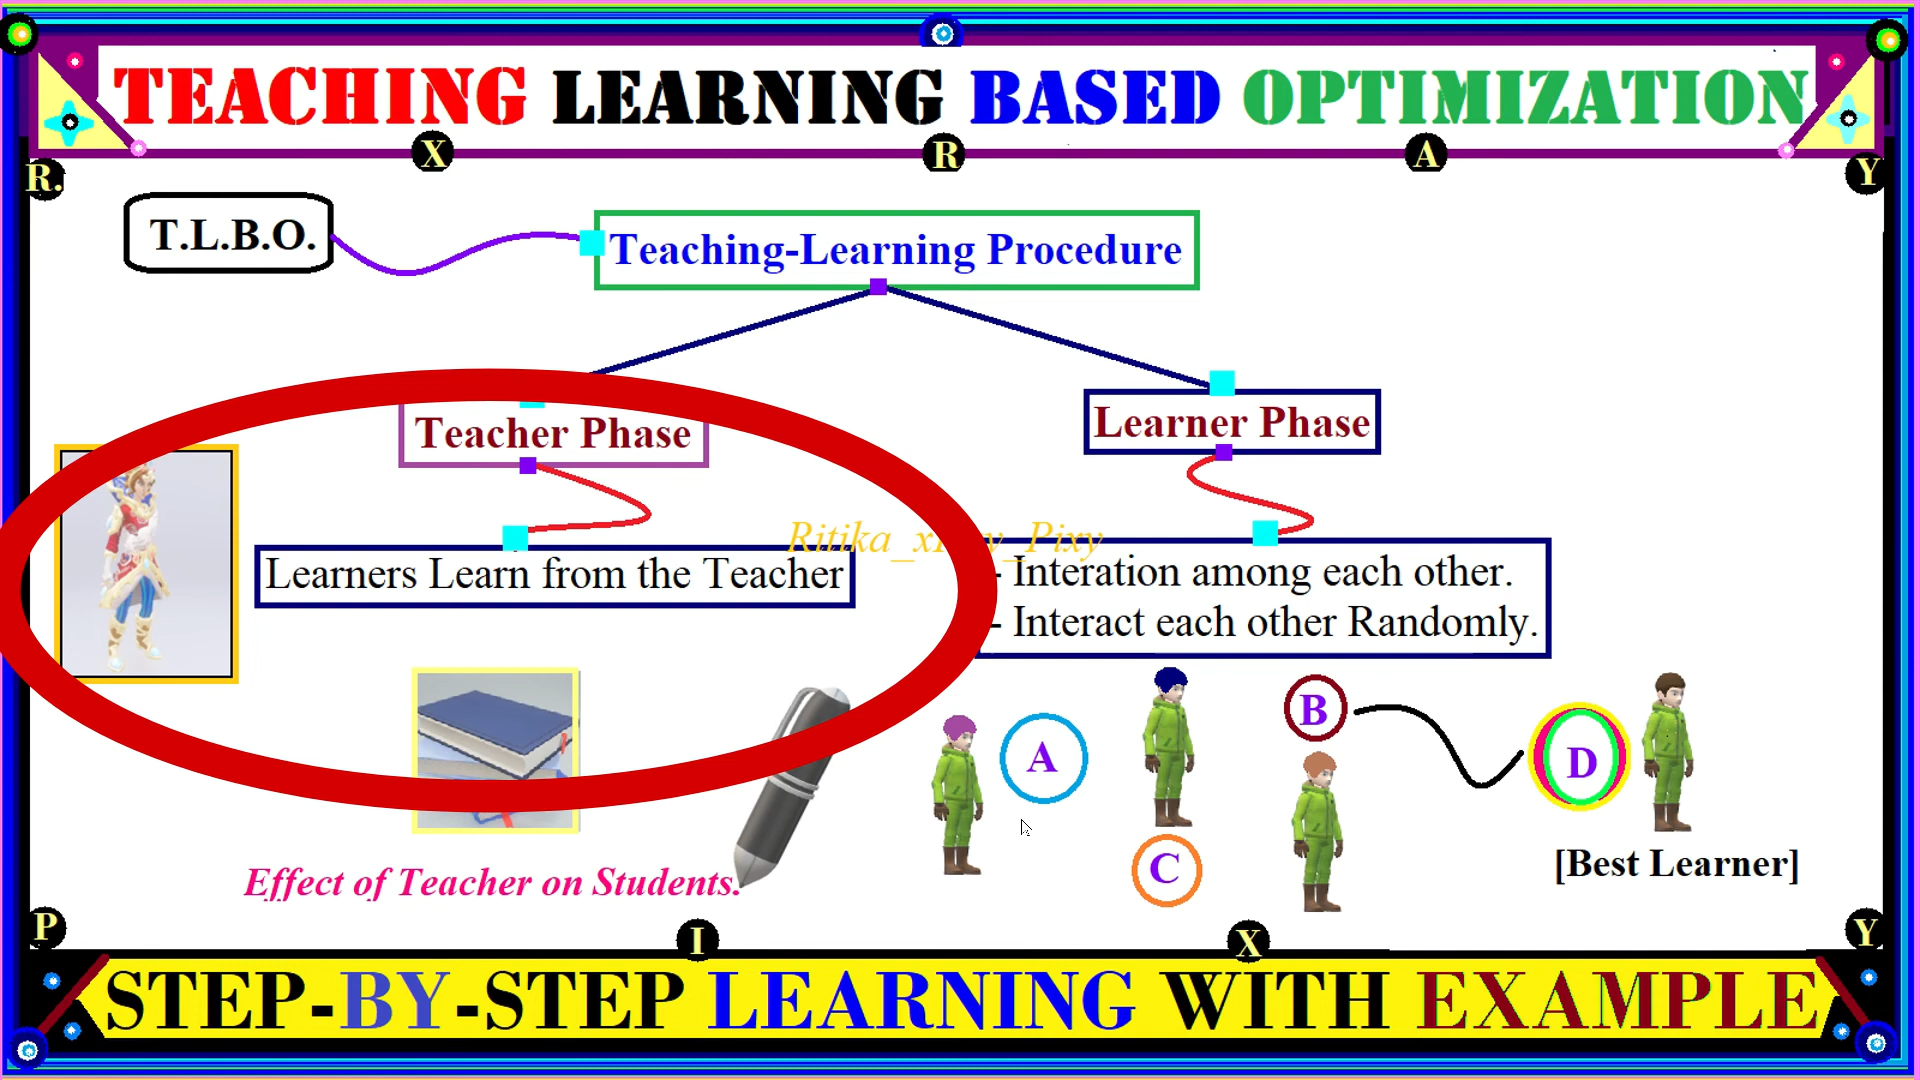 TEACHING LEARNING BASED OPTIMIZATION
X R A
R. Y
T.L.B.O.
Teaching-Learning Procedure
Teacher Phase
Learner Phase
Learners Learn from the Teacher
- Interation among each other.
- Interact each other Randomly.
A
B
C
D
[Best Learner]
Effect of Teacher on Students.
P I X Y
STEP-BY-STEP LEARNING WITH EXAMPLE